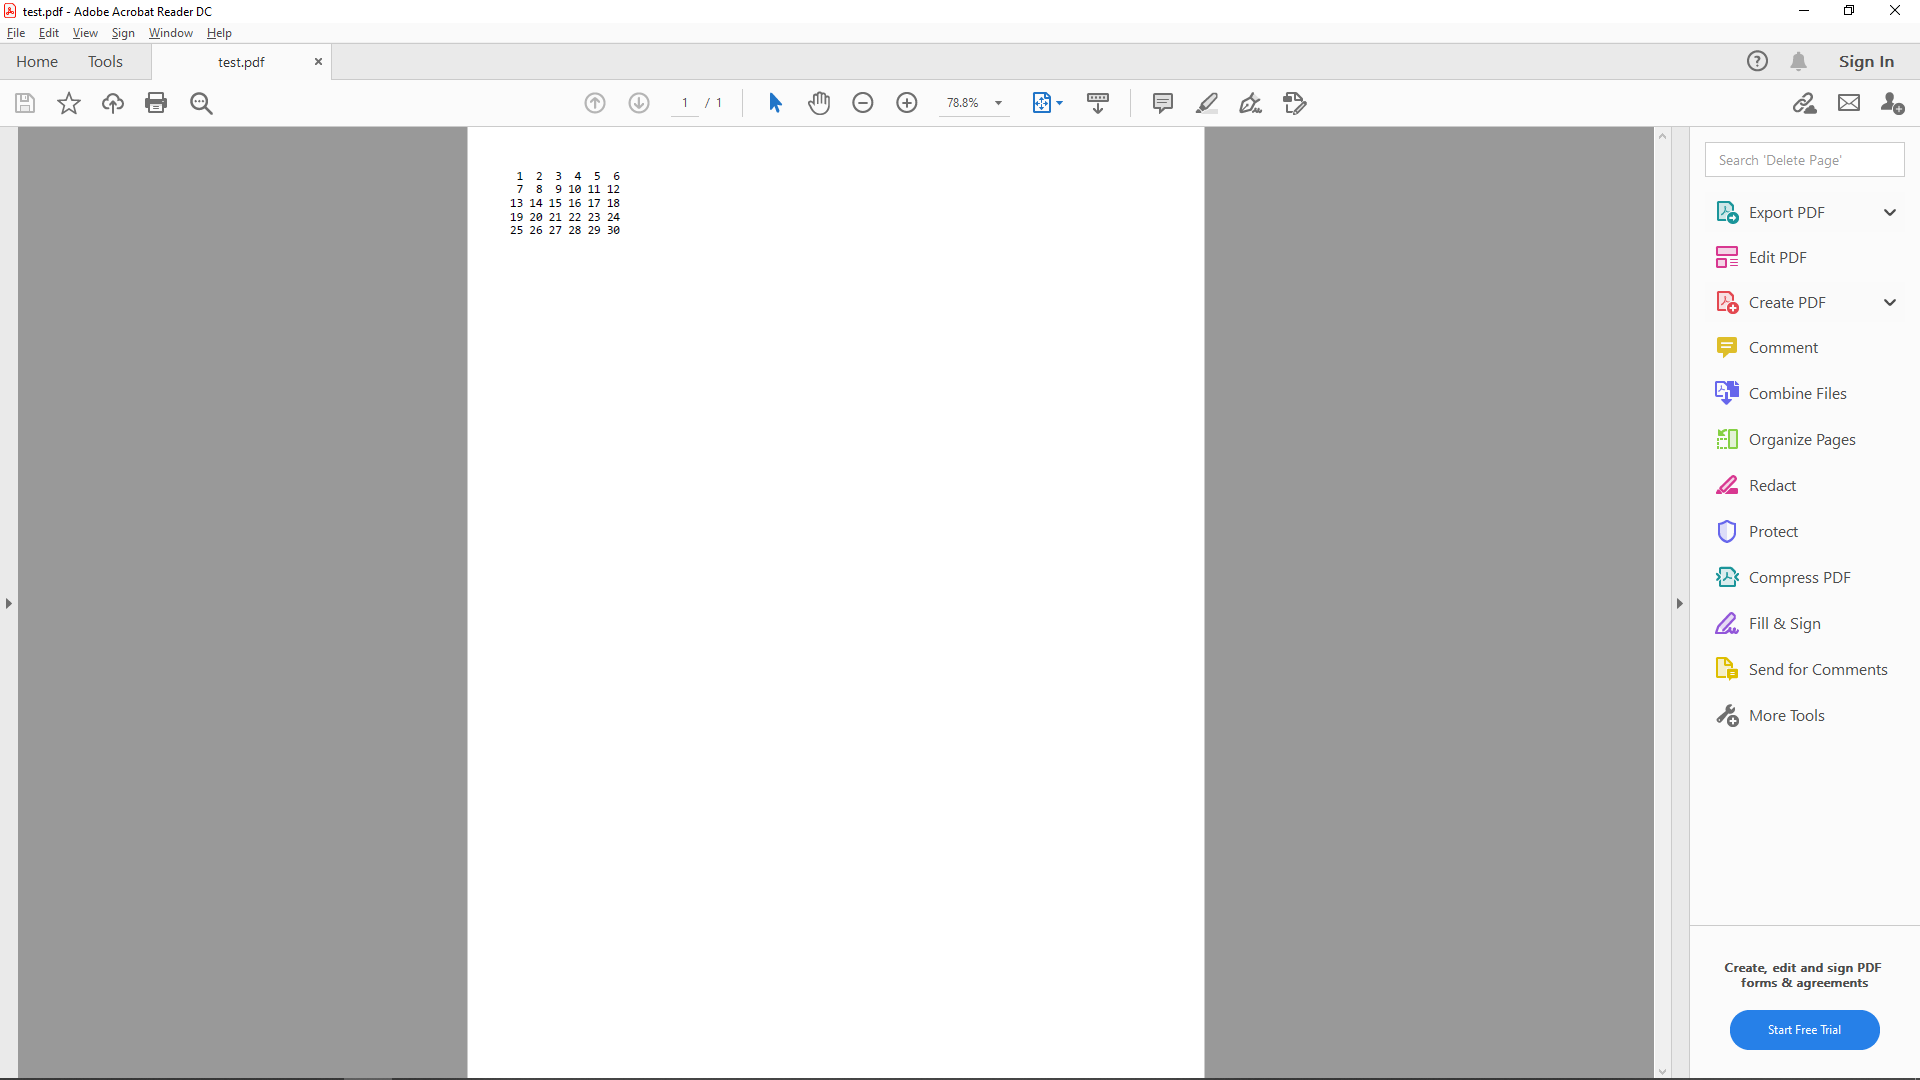 test.pdf - Adobe Acrobat Reader DC
File Edit View Sign Window Help
Home Tools test.pdf × ? Sign In
1 / 1 78.8%
1 2 3 4 5 6
7 8 9 10 11 12
13 14 15 16 17 18
19 20 21 22 23 24
25 26 27 28 29 30
Search 'Delete Page'
Export PDF
Edit PDF
Create PDF
Comment
Combine Files
Organize Pages
Redact
Protect
Compress PDF
Fill & Sign
Send for Comments
More Tools
Create, edit and sign PDF
forms & agreements
Start Free Trial